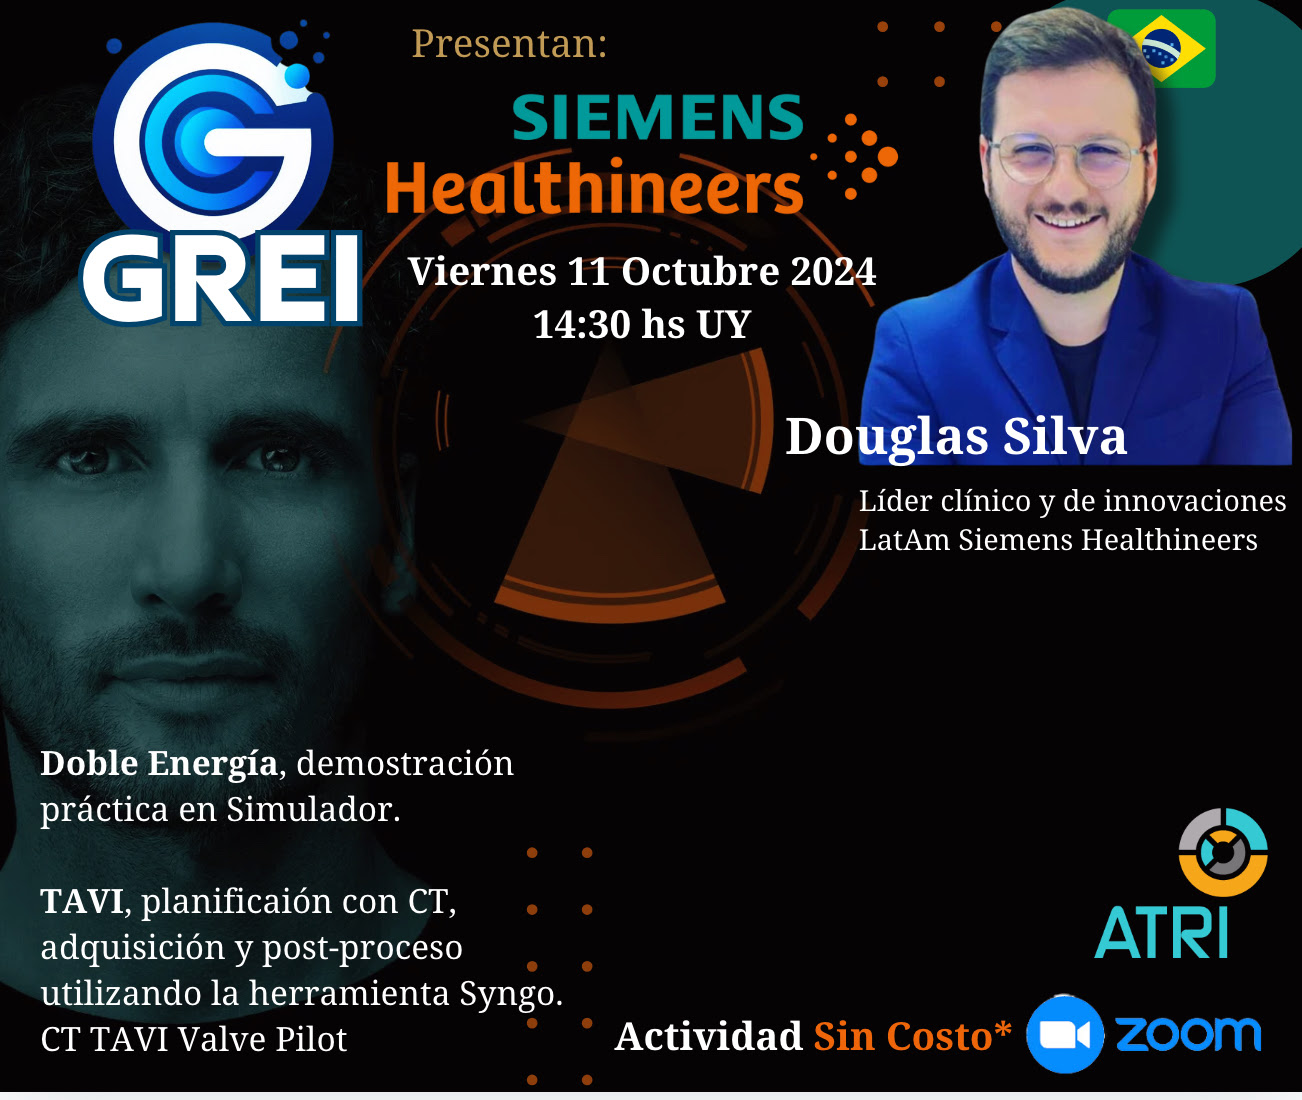 Presentan:
GREI
SIEMENS
Healthineers
Viernes 11 Octubre 2024
14:30 hs UY
Douglas Silva
Líder clínico y de innovaciones
LatAm Siemens Healthineers
Doble Energía, demostración
práctica en Simulador.
TAVI, planificaión con CT,
adquisición y post-proceso
utilizando la herramienta Syngo.
CT TAVI Valve Pilot
ATRI
Actividad Sin Costo* zoom